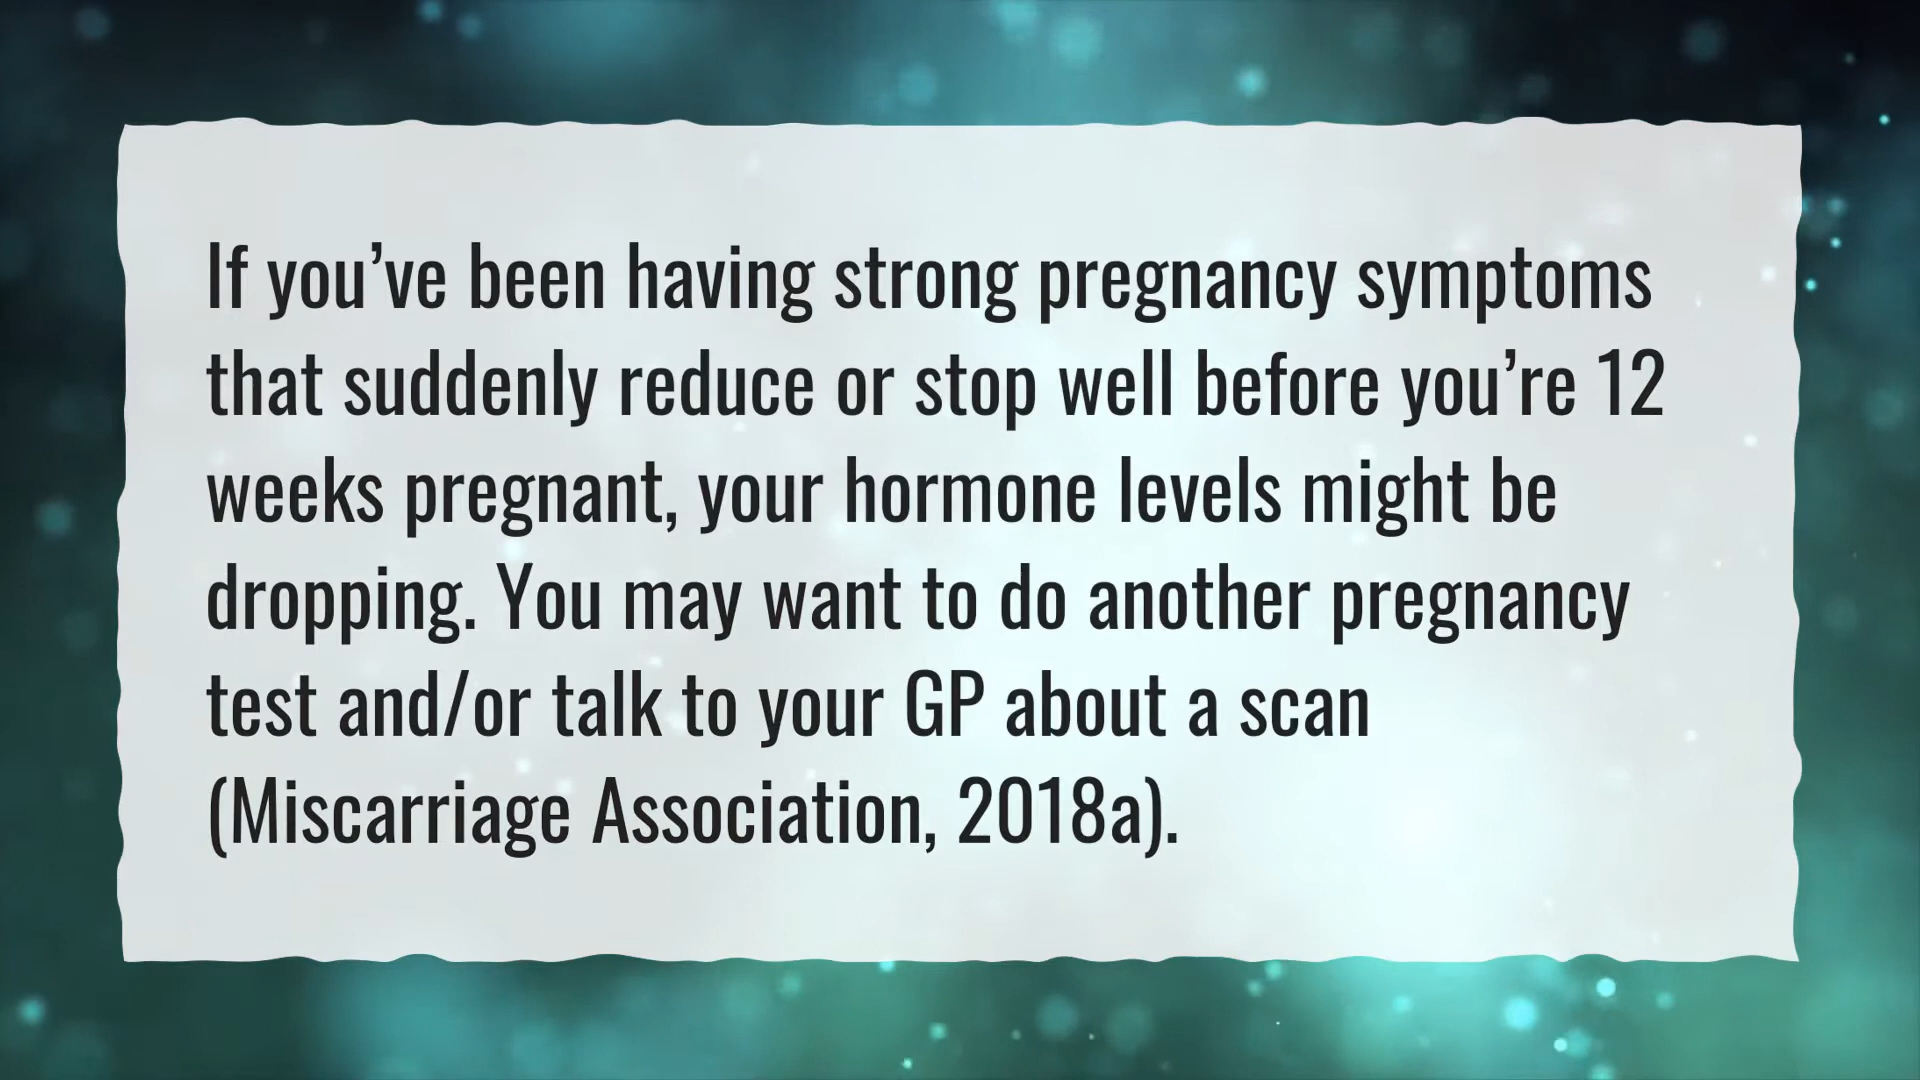 If you’ve been having strong pregnancy symptoms
that suddenly reduce or stop well before you’re 12
weeks pregnant, your hormone levels might be
dropping. You may want to do another pregnancy
test and/or talk to your GP about a scan
(Miscarriage Association, 2018a).